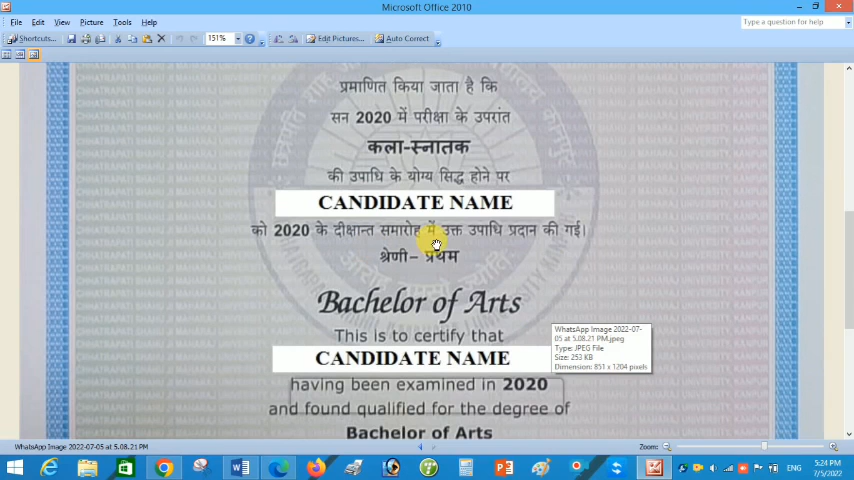 Microsoft Office 2010
File Edit View Picture Tools Help
Type a question for help
Shortcuts... 151% Edit Pictures... Auto Correct
प्रमाणित किया जाता है कि
सन 2020 में परीक्षा के उपरांत
कला-स्नातक
की उपाधि के योग्य सिद्ध होने पर
CANDIDATE NAME
को 2020 के दीक्षान्त समारोह में उक्त उपाधि प्रदान की गई।
श्रेणी- प्रथम
Bachelor of Arts
This is to certify that
CANDIDATE NAME
having been examined in 2020
and found qualified for the degree of
Bachelor of Arts
WhatsApp Image 2022-07-
05 at 5.08.21 PM.jpeg
Type: JPEG File
Size: 253 KB
Dimension: 851 x 1204 pixels
WhatsApp Image 2022-07-05 at 5.08.21 PM
Zoom:
ENG
5:24 PM
7/5/2022